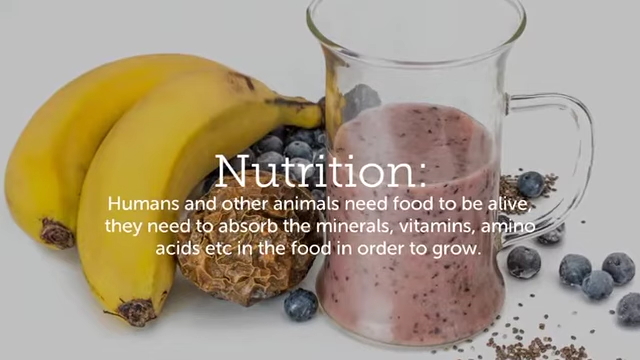 Nutrition:
Humans and other animals need food to be alive,
they need to absorb the minerals, vitamins, amino
acids etc in the food in order to grow.